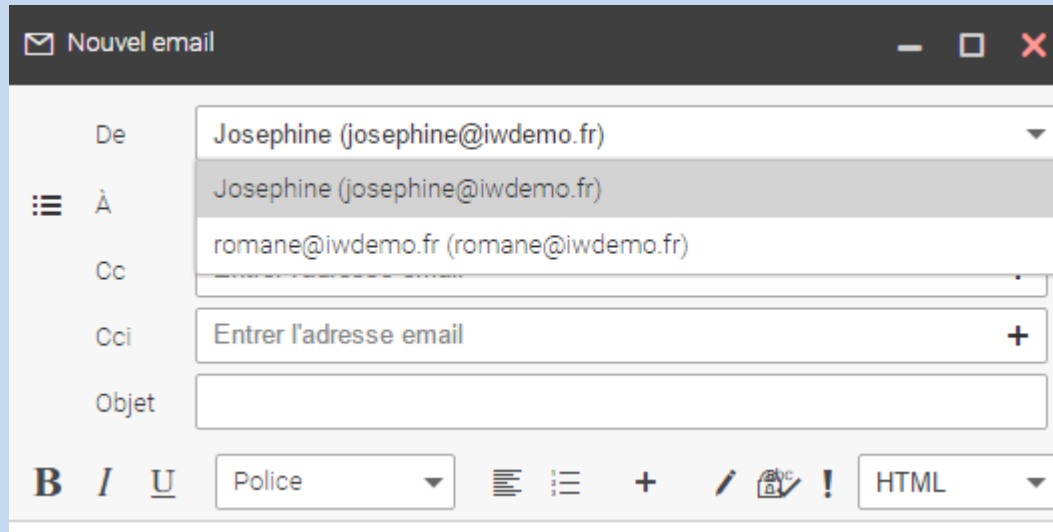 Nouvel email
De Josephine (josephine@iwdemo.fr)
Josephine (josephine@iwdemo.fr)
À
romane@iwdemo.fr (romane@iwdemo.fr)
Cc
Cci Entrer l'adresse email
Objet
B I U Police abc HTML